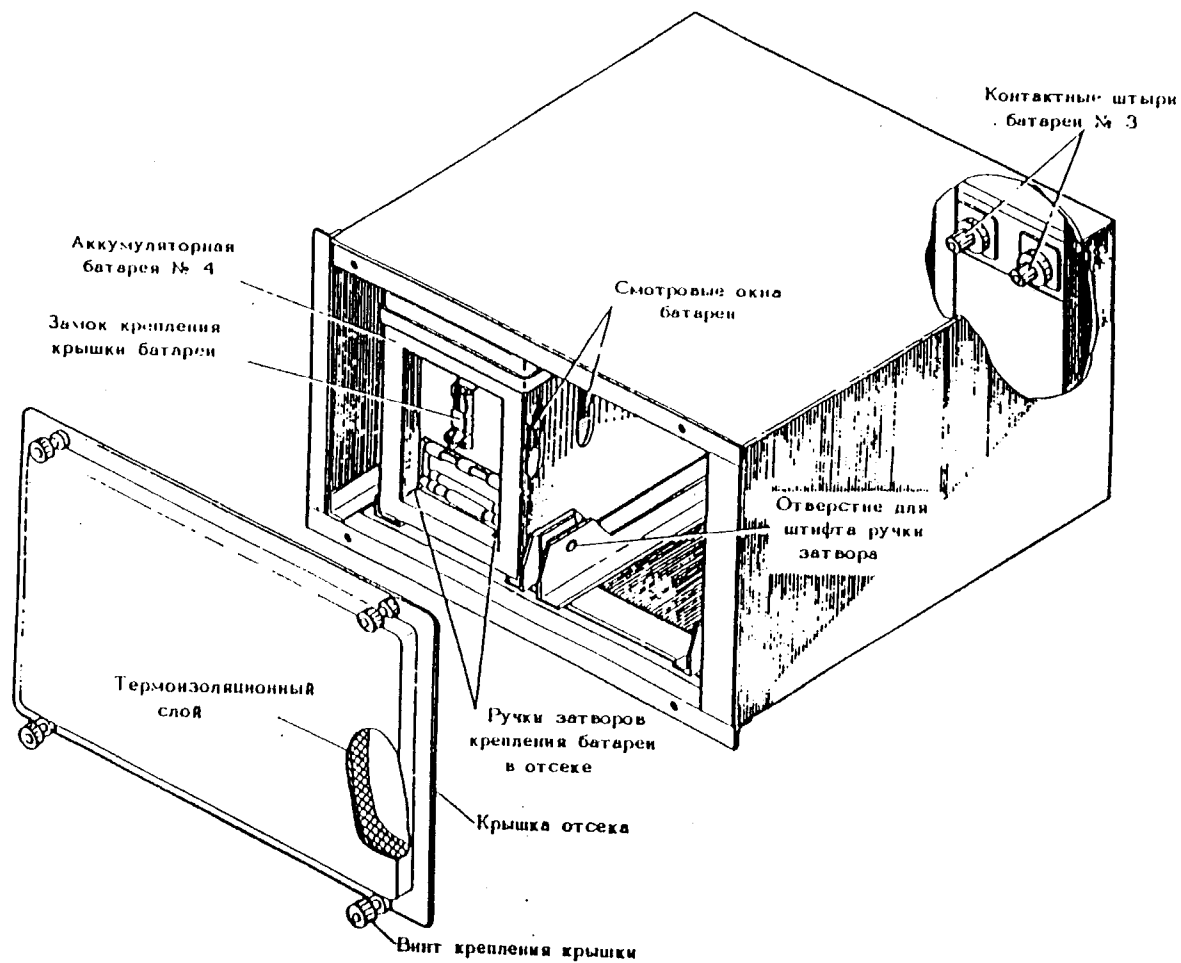 Контактные штыри
батареи № 3
Аккумуляторная
батарея № 4
Замок крепления
крышки батареи
Смотровые окна
батареи
Отверстие для
штифта ручки
затвора
Термоизоляционный
слой
Ручки затворов
крепления батареи
в отсеке
Крышка отсека
Винт крепления крышки